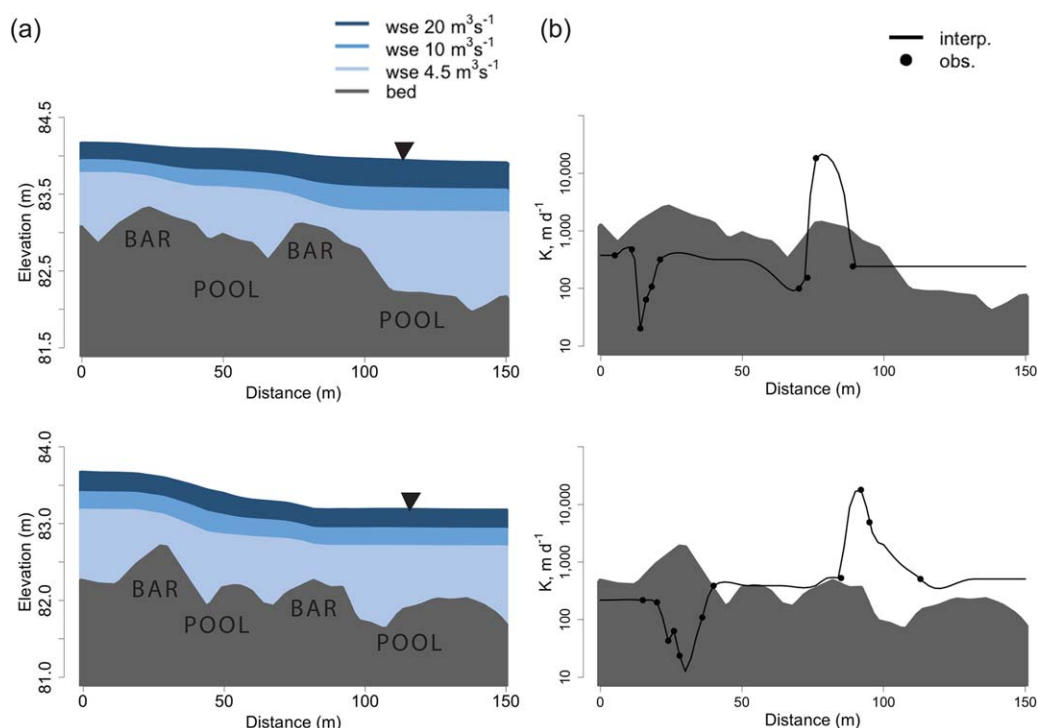 (a)
wse 20 m³s⁻¹
wse 10 m³s⁻¹
wse 4.5 m³s⁻¹
bed
(b)
interp.
obs.
84.5
83.5
82.5
81.5
Elevation (m)
BAR
POOL
BAR
POOL
0
50
100
150
Distance (m)
10,000
1,000
100
10
K, m d⁻¹
0
50
100
150
Distance (m)
84.0
83.0
82.0
81.0
Elevation (m)
BAR
POOL
BAR
POOL
0
50
100
150
Distance (m)
10,000
1,000
100
10
K, m d⁻¹
0
50
100
150
Distance (m)